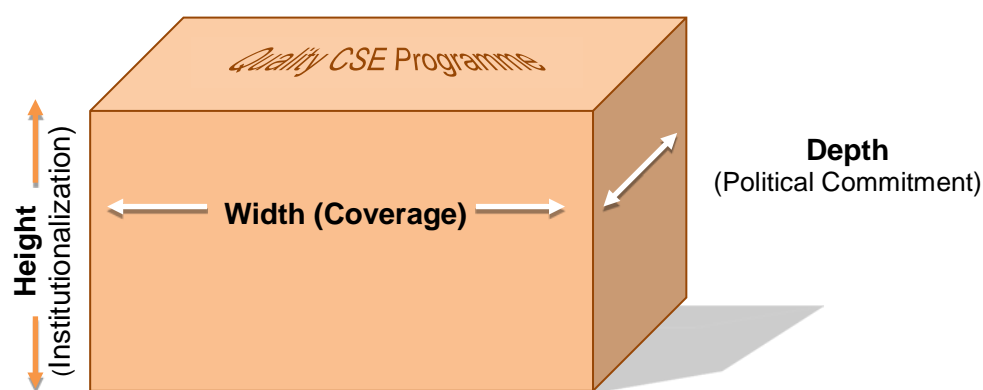 Quality CSE Programme
Height
(Institutionalization)
Width (Coverage)
Depth
(Political Commitment)